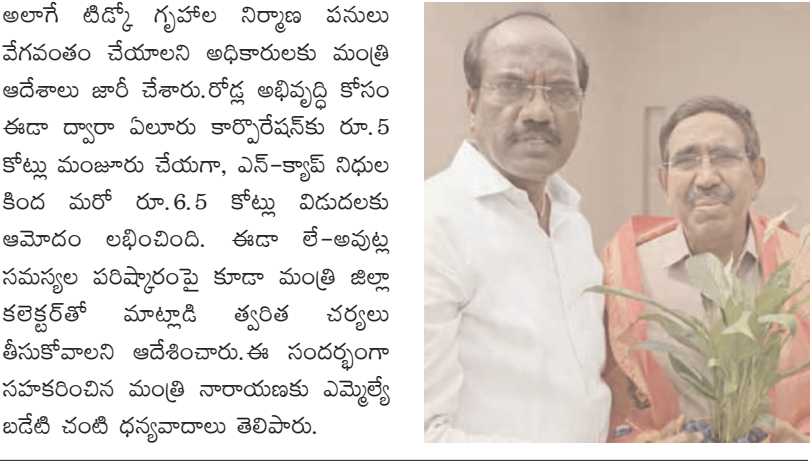 అలాగే టిడ్కో గృహాల నిర్మాణ పనులు
వేగవంతం చేయాలని అధికారులకు మంత్రి
ఆదేశాలు జారీ చేశారు.రోడ్ల అభివృద్ధి కోసం
ఈడా ద్వారా ఏలూరు కార్పొరేషన్‌కు రూ.5
కోట్లు మంజూరు చేయగా, ఎన్-క్యాప్ నిధుల
కింద మరో రూ.6.5 కోట్లు విడుదలకు
ఆమోదం లభించింది. ఈడా లే-అవుట్ల
సమస్యల పరిష్కారంపై కూడా మంత్రి జిల్లా
కలెక్టర్‌తో మాట్లాడి త్వరిత చర్యలు
తీసుకోవాలని ఆదేశించారు.ఈ సందర్భంగా
సహకరించిన మంత్రి నారాయణకు ఎమ్మెల్యే
బడేటి చంటి ధన్యవాదాలు తెలిపారు.